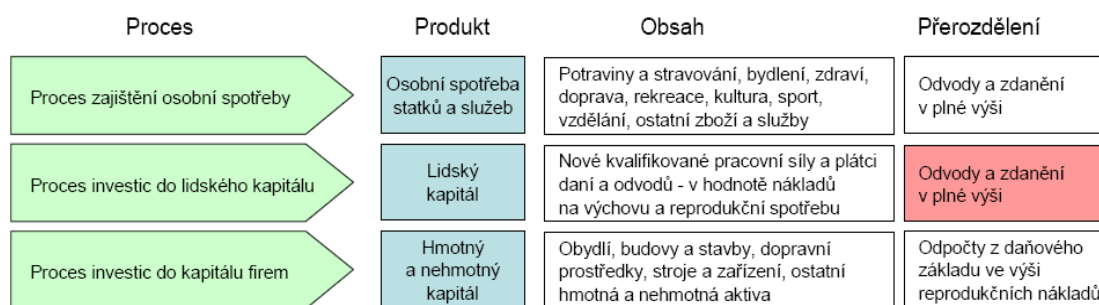 Proces
Produkt
Obsah
Přerozdělení
Proces zajištění osobní spotřeby
Osobní spotřeba
statků a služeb
Potraviny a stravování, bydlení, zdraví,
doprava, rekreace, kultura, sport,
vzdělání, ostatní zboží a služby
Odvody a zdanění
v plné výši
Proces investic do lidského kapitálu
Lidský
kapitál
Nové kvalifikované pracovní síly a plátci
daní a odvodů - v hodnotě nákladů
na výchovu a reprodukční spotřebu
Odvody a zdanění
v plné výši
Proces investic do kapitálu firem
Hmotný
a nehmotný
kapitál
Obydlí, budovy a stavby, dopravní
prostředky, stroje a zařízení, ostatní
hmotná a nehmotná aktiva
Odpočty z daňového
základu ve výši
reprodukčních nákladů